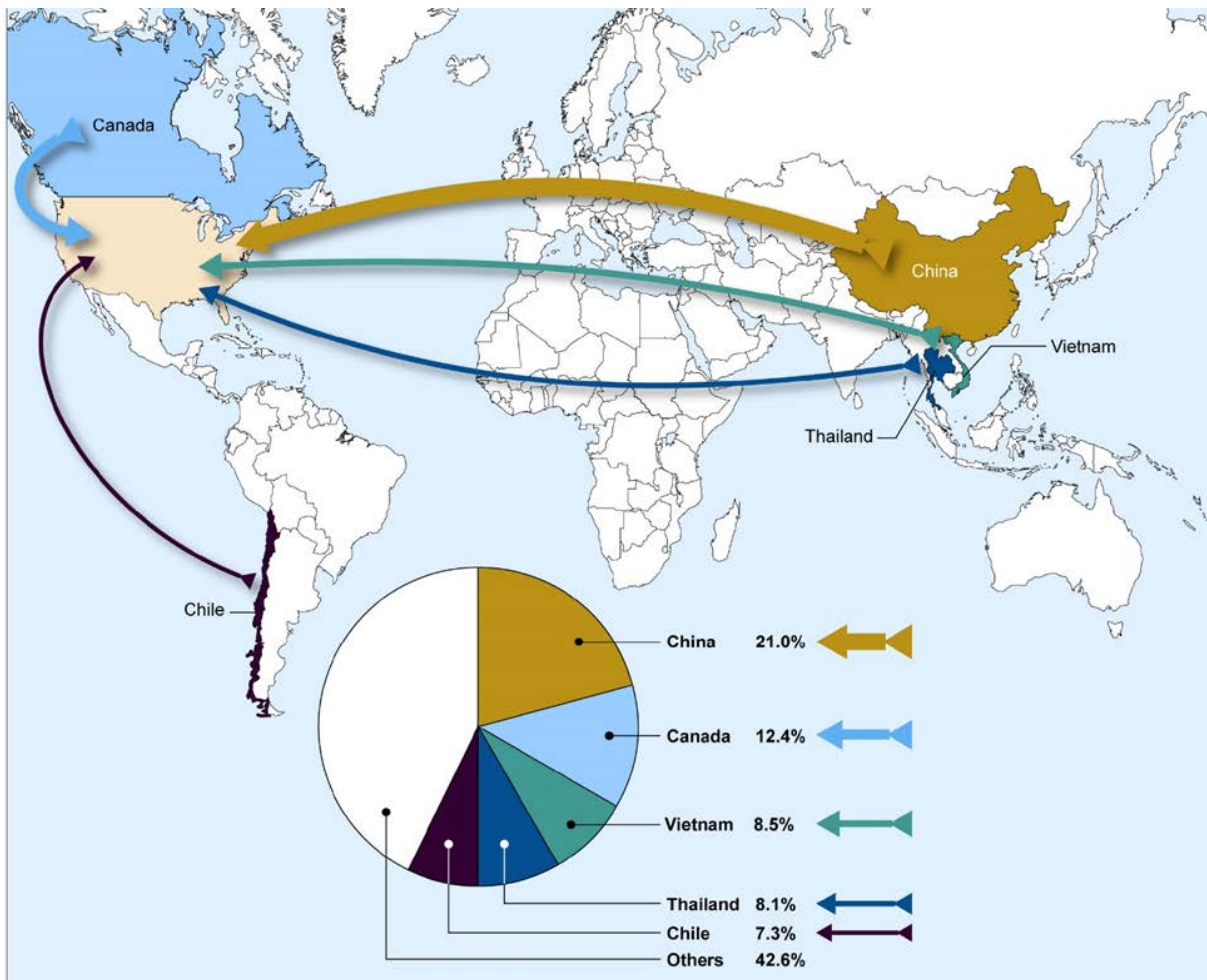 Canada
China
Vietnam
Thailand
Chile
China 21.0%
Canada 12.4%
Vietnam 8.5%
Thailand 8.1%
Chile 7.3%
Others 42.6%